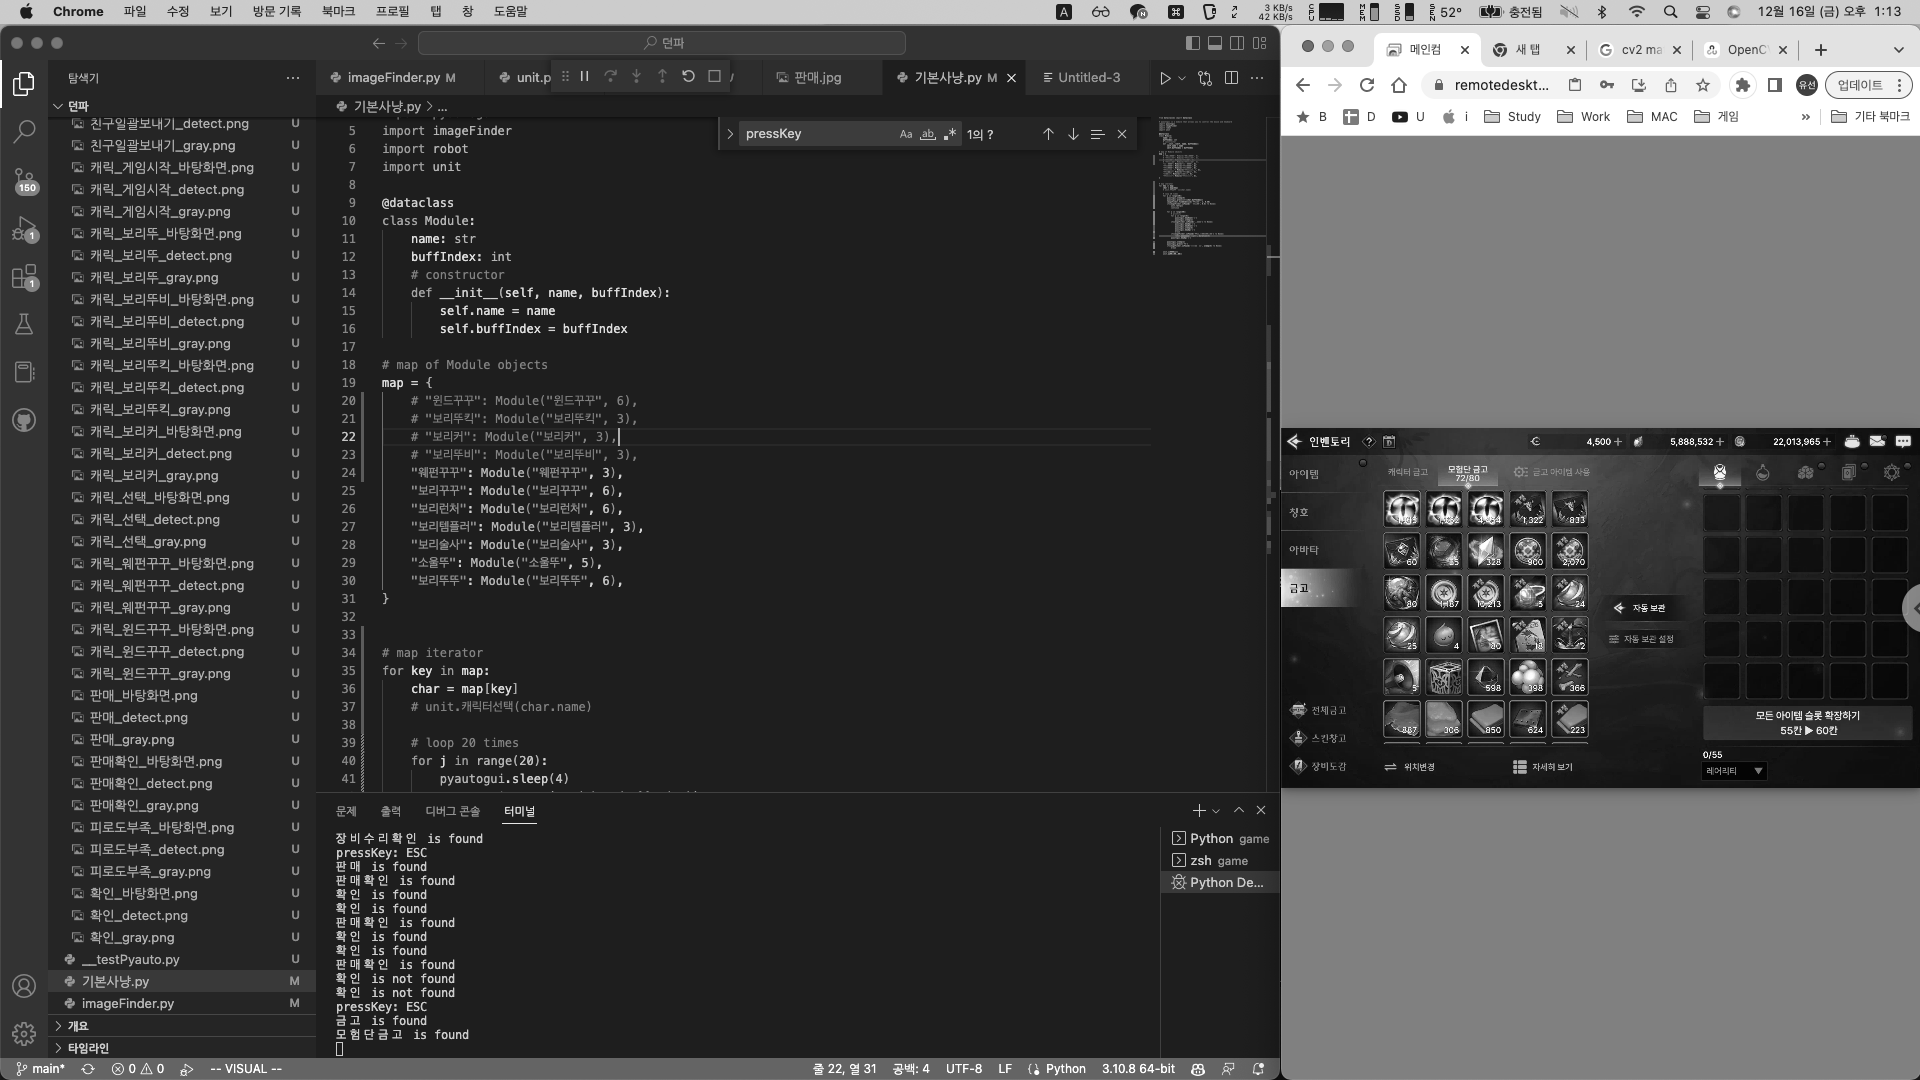 Chrome 파일 수정 보기 방문 기록 북마크 프로필 탭 창 도움말
3 KB/s
42 KB/s
52° 충전됨 12월 16일 (금) 오후 1:13
던파
탐색기
imageFinder.py M
unit.p
판매.jpg
기본사냥.py M
Untitled-3
던파
기본사냥.py > ...
친구일괄보내기_detect.png U
친구일괄보내기_gray.png U
캐릭_게임시작_바탕화면.png U
캐릭_게임시작_detect.png U
캐릭_게임시작_gray.png U
캐릭_보리뚜_바탕화면.png U
캐릭_보리뚜_detect.png U
캐릭_보리뚜_gray.png U
캐릭_보리뚜비_바탕화면.png U
캐릭_보리뚜비_detect.png U
캐릭_보리뚜비_gray.png U
캐릭_보리뚜킥_바탕화면.png U
캐릭_보리뚜킥_detect.png U
캐릭_보리뚜킥_gray.png U
캐릭_보리커_바탕화면.png U
캐릭_보리커_detect.png U
캐릭_보리커_gray.png U
캐릭_선택_바탕화면.png U
캐릭_선택_detect.png U
캐릭_선택_gray.png U
캐릭_웨펀꾸꾸_바탕화면.png U
캐릭_웨펀꾸꾸_detect.png U
캐릭_웨펀꾸꾸_gray.png U
캐릭_윈드꾸꾸_바탕화면.png U
캐릭_윈드꾸꾸_detect.png U
캐릭_윈드꾸꾸_gray.png U
판매_바탕화면.png U
판매_detect.png U
판매_gray.png U
판매확인_바탕화면.png U
판매확인_detect.png U
판매확인_gray.png U
피로도부족_바탕화면.png U
피로도부족_detect.png U
피로도부족_gray.png U
확인_바탕화면.png U
확인_detect.png U
확인_gray.png U
__testPyauto.py U
기본사냥.py M
imageFinder.py M
개요
타임라인
150
1
1
pressKey Aa ab 1의 ?
5 import imageFinder
6 import robot
7 import unit
8
9 @dataclass
10 class Module:
11 name: str
12 buffIndex: int
13 # constructor
14 def __init__(self, name, buffIndex):
15 self.name = name
16 self.buffIndex = buffIndex
17
18 # map of Module objects
19 map = {
20 # "윈드꾸꾸": Module("윈드꾸꾸", 6),
21 # "보리뚜킥": Module("보리뚜킥", 3),
22 # "보리커": Module("보리커", 3),
23 # "보리뚜비": Module("보리뚜비", 3),
24 "웨펀꾸꾸": Module("웨펀꾸꾸", 3),
25 "보리꾸꾸": Module("보리꾸꾸", 6),
26 "보리런처": Module("보리런처", 6),
27 "보리템플러": Module("보리템플러", 3),
28 "보리술사": Module("보리술사", 3),
29 "소울뚜": Module("소울뚜", 5),
30 "보리뚜뚜": Module("보리뚜뚜", 6),
31 }
32
33
34 # map iterator
35 for key in map:
36 char = map[key]
37 # unit.캐릭터선택(char.name)
38
39 # loop 20 times
40 for j in range(20):
41 pyautogui.sleep(4)
문제 출력 디버그 콘솔 터미널
장비수리확인 is found
pressKey: ESC
판매 is found
판매확인 is found
확인 is found
확인 is found
판매확인 is found
확인 is found
확인 is found
판매확인 is found
확인 is not found
확인 is not found
pressKey: ESC
금고 is found
모험단금고 is found
Python game
zsh game
Python De...
main* 0 0 -- VISUAL -- 줄 22, 열 31 공백: 4 UTF-8 LF Python 3.10.8 64-bit
메인컴
새 탭
cv2 ma
OpenC
remotedeskt...
유선
업데이트
B D U i Study Work MAC 게임 » 기타 북마크
인벤토리 4,500 + 5,888,532 + 22,013,965 +
아이템
칭호
아바타
금고
캐릭터 금고
모험단 금고
72/80
금고 아이템 사용
1,322 833
60 35 328 900 2,070
80 1,187 10,213 5 24
25 4 80 18 2
5 598 398 366
887 306 850 624 223
자동 보관
자동 보관 설정
전체금고
스킨창고
장비도감
위치변경
자세히 보기
모든 아이템 슬롯 확장하기
55칸 ▶ 60칸
0/55
레어리티